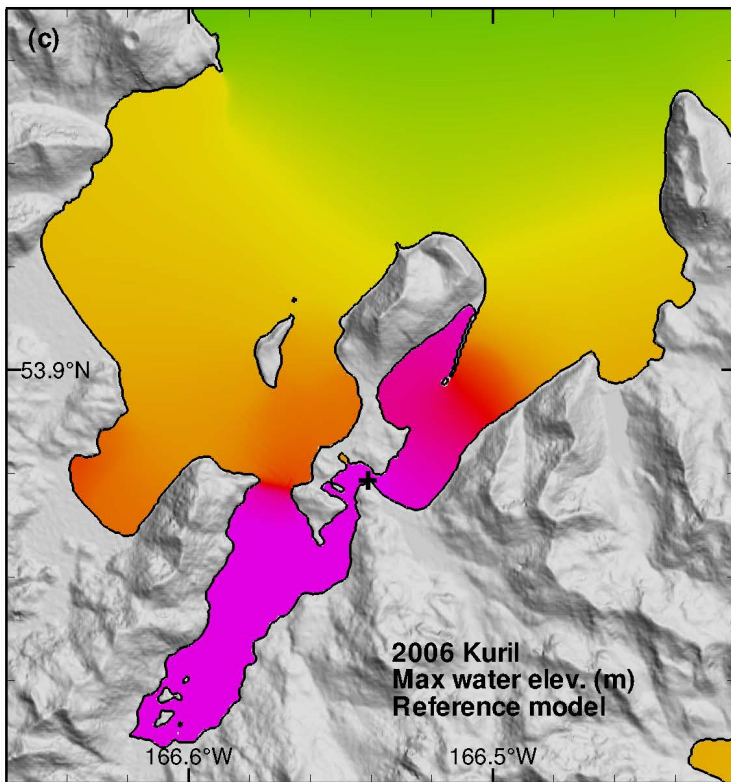 (c)
53.9°N
2006 Kuril
Max water elev. (m)
Reference model
166.6°W
166.5°W